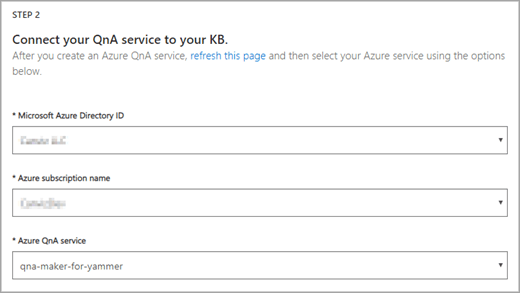 STEP 2
Connect your QnA service to your KB.
After you create an Azure QnA service, refresh this page and then select your Azure service using the options
below.
* Microsoft Azure Directory ID
* Azure subscription name
* Azure QnA service
qna-maker-for-yammer